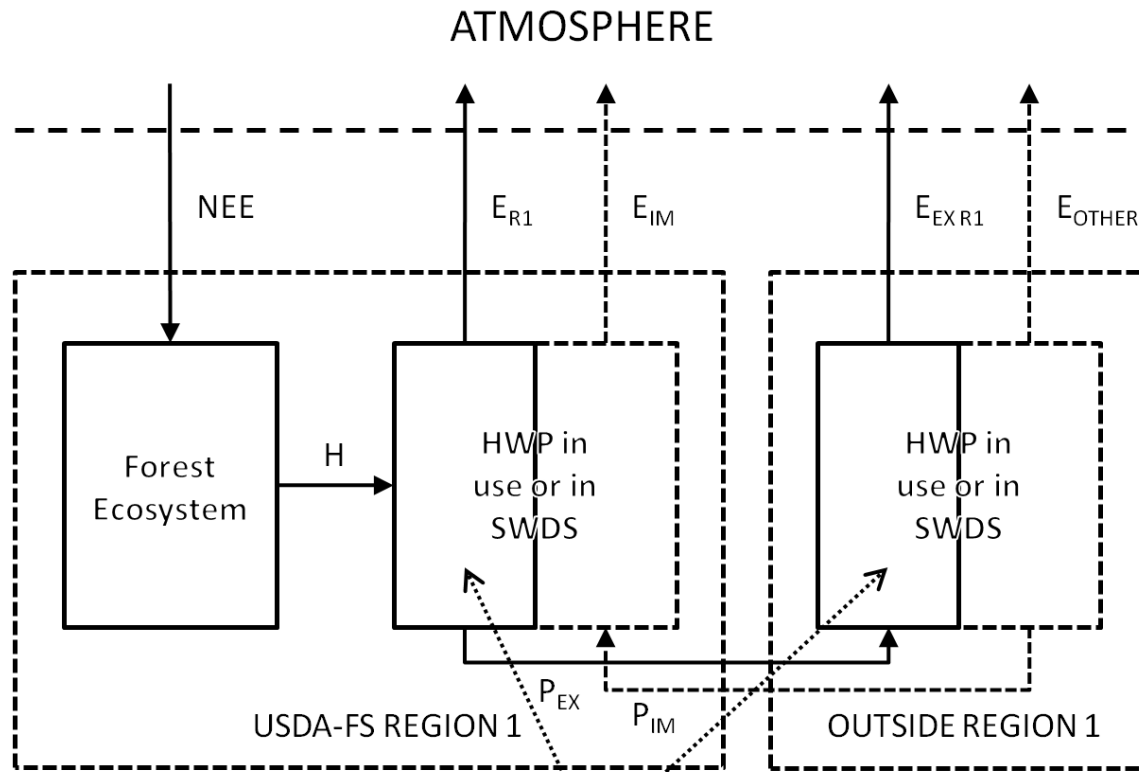 ATMOSPHERE
NEE
E_R1
E_IM
E_EX R1
E_OTHER
Forest
Ecosystem
H
HWP in
use or in
SWDS
HWP in
use or in
SWDS
P_EX
P_IM
USDA-FS REGION 1
OUTSIDE REGION 1